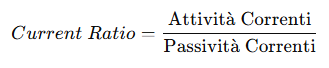 Current Ratio = Attività Correnti / Passività Correnti